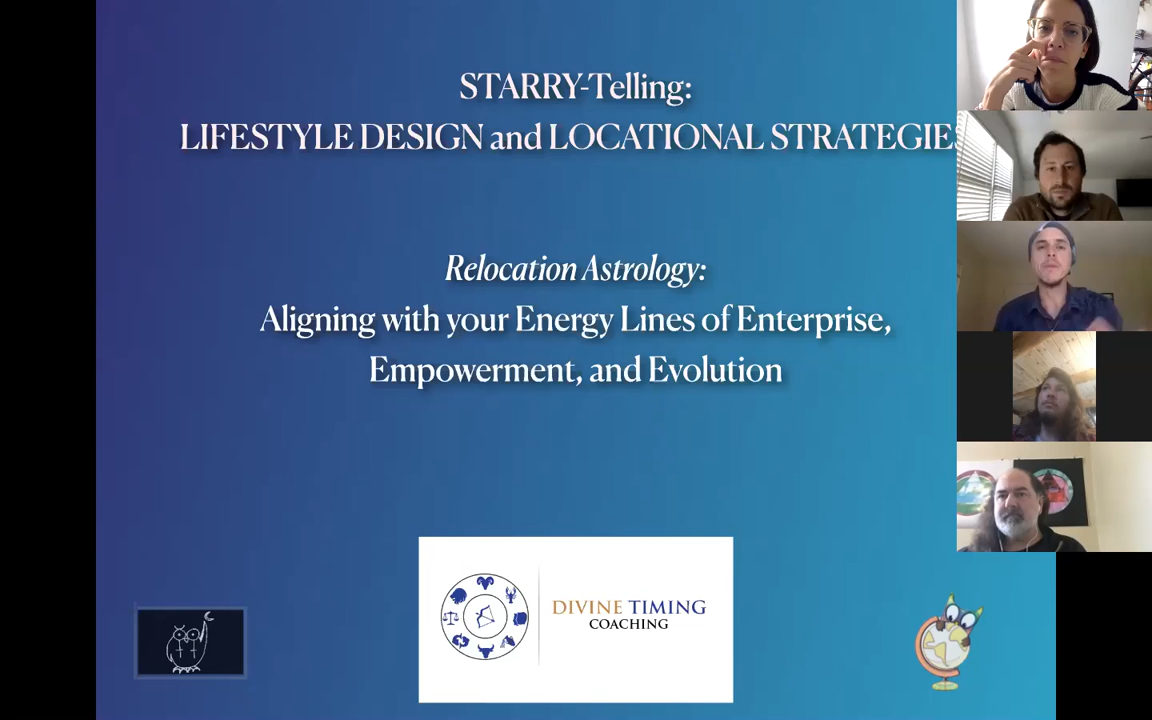 STARRY-Telling:
LIFESTYLE DESIGN and LOCATIONAL STRATEGIES
Relocation Astrology:
Aligning with your Energy Lines of Enterprise,
Empowerment, and Evolution
DIVINE TIMING
COACHING